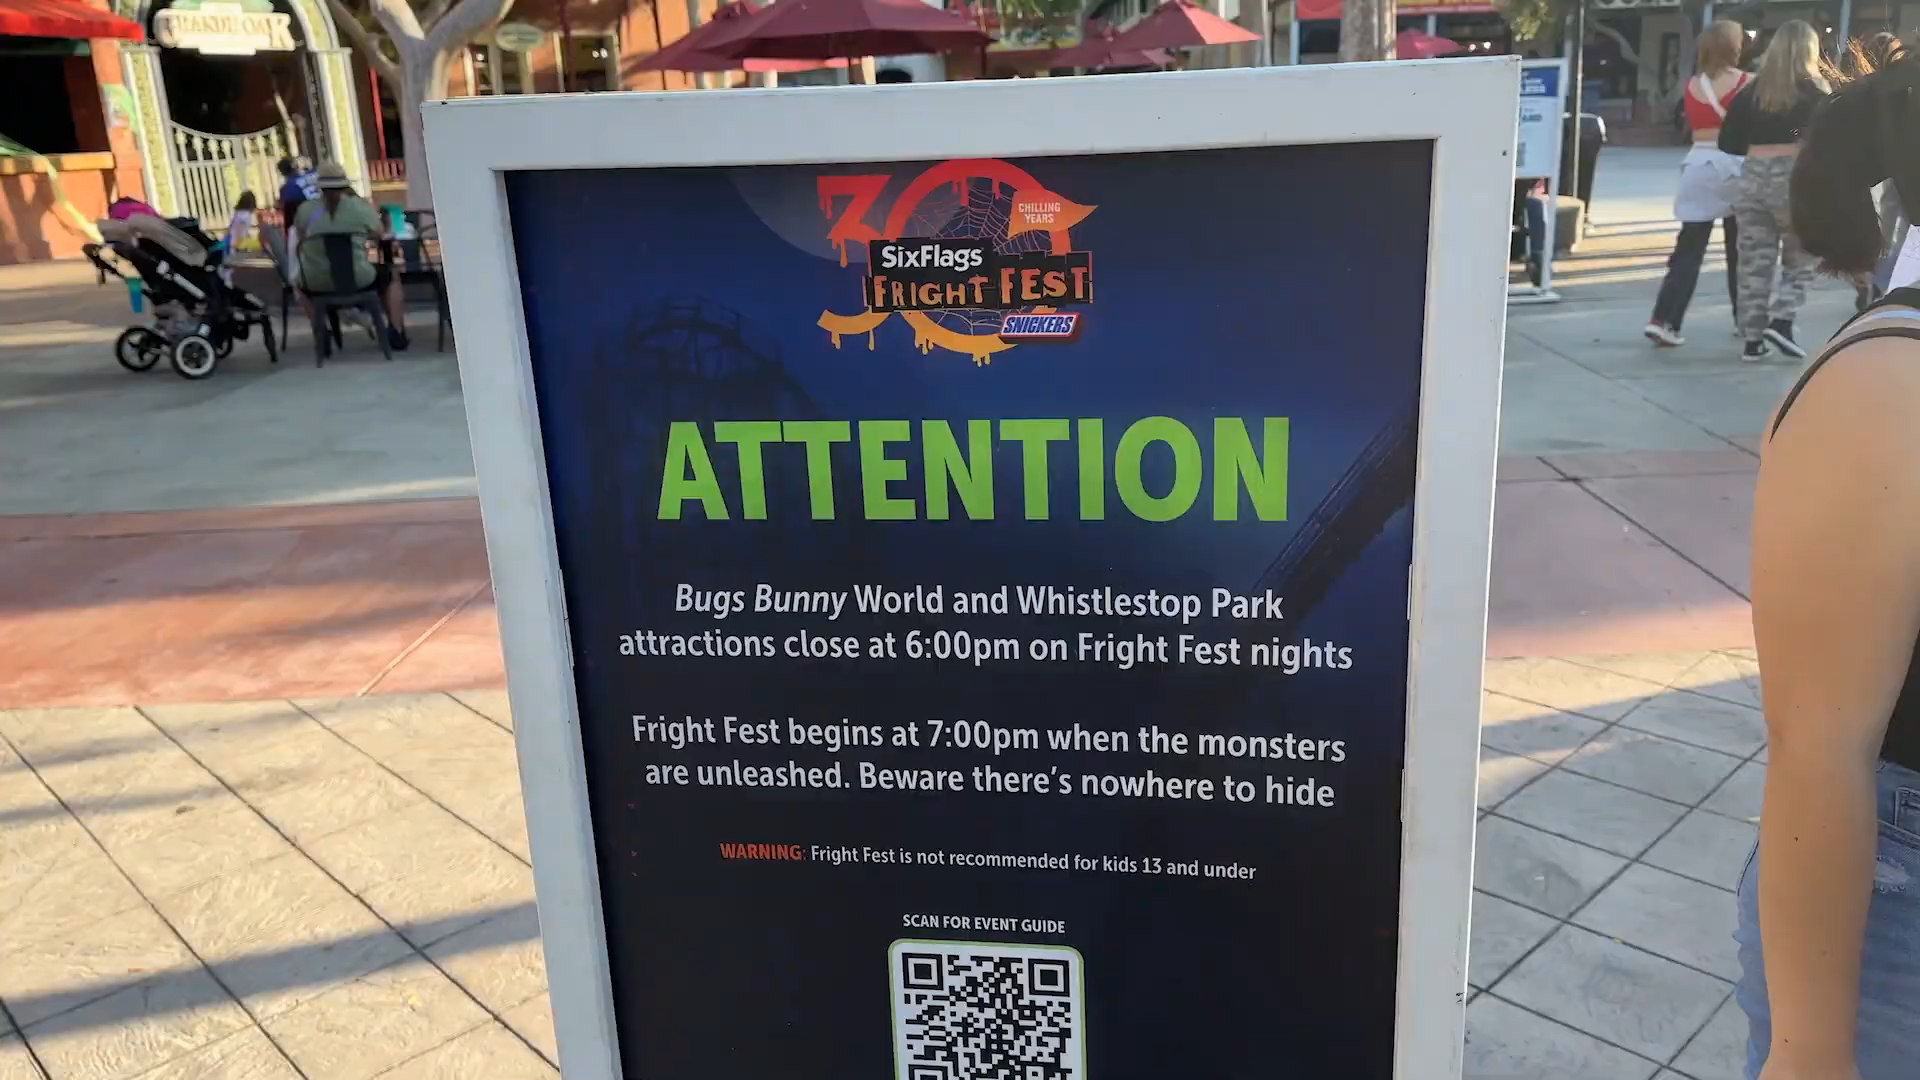 30
CHILLING
YEARS
SixFlags
FRIGHT FEST
SNICKERS
ATTENTION
Bugs Bunny World and Whistlestop Park
attractions close at 6:00pm on Fright Fest nights
Fright Fest begins at 7:00pm when the monsters
are unleashed. Beware there's nowhere to hide
WARNING: Fright Fest is not recommended for kids 13 and under
SCAN FOR EVENT GUIDE